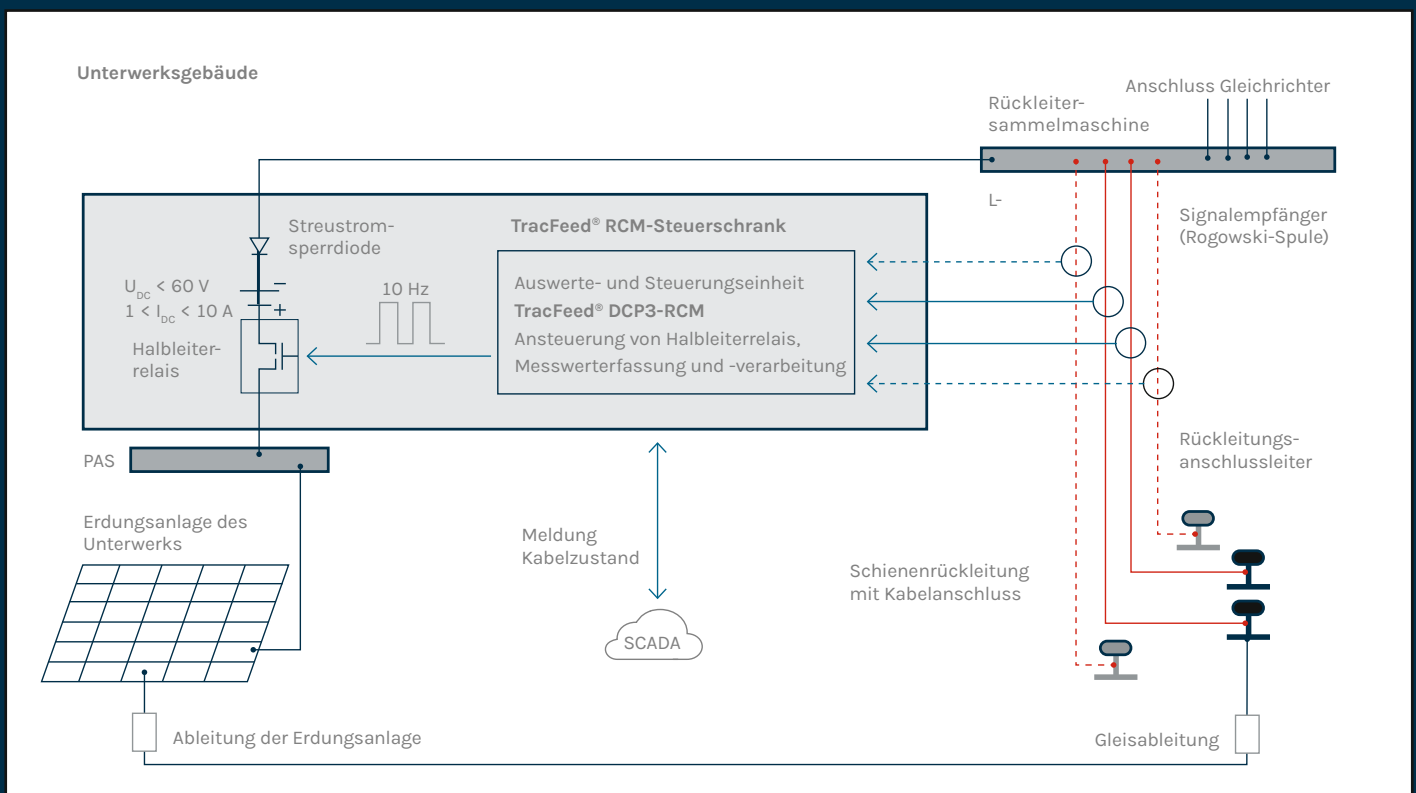 Unterwerksgebäude
Anschluss Gleichrichter
Rückleiter-
sammelmaschine
L-
Signalempfänger
(Rogowski-Spule)
Streustrom-
sperrdiode
TracFeed® RCM-Steuerschrank
U_DC < 60 V
1 < I_DC < 10 A
−
+
10 Hz
Auswerte- und Steuerungseinheit
TracFeed® DCP3-RCM
Ansteuerung von Halbleiterrelais,
Messwerterfassung und -verarbeitung
Halbleiter-
relais
PAS
Rückleitungs-
anschlussleiter
Erdungsanlage des
Unterwerks
Meldung
Kabelzustand
Schienenrückleitung
mit Kabelanschluss
SCADA
Ableitung der Erdungsanlage
Gleisableitung